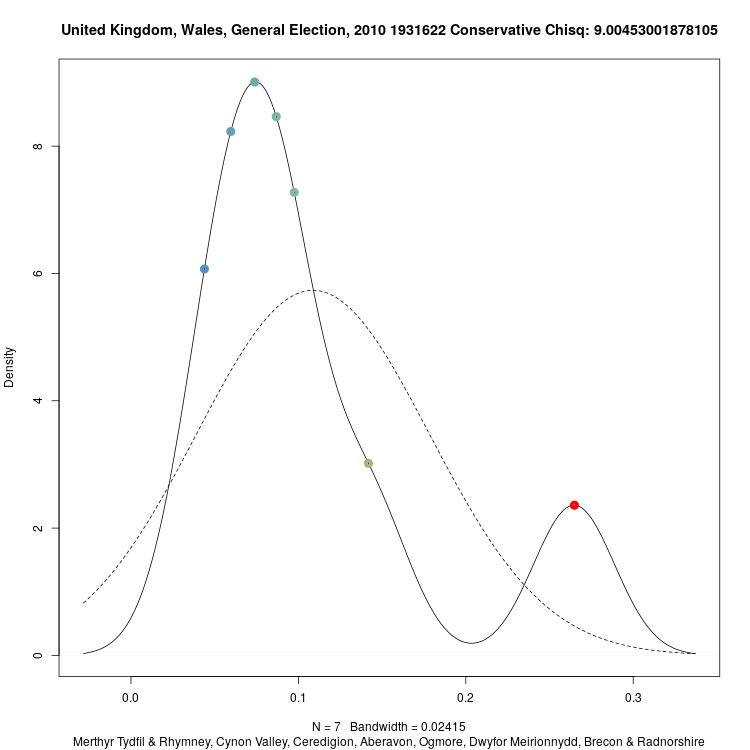 United Kingdom, Wales, General Election, 2010 1931622 Conservative Chisq: 9.00453001878105
Density
8
6
4
2
0
0.0 0.1 0.2 0.3
N = 7 Bandwidth = 0.02415
Merthyr Tydfil & Rhymney, Cynon Valley, Ceredigion, Aberavon, Ogmore, Dwyfor Meirionnydd, Brecon & Radnorshire